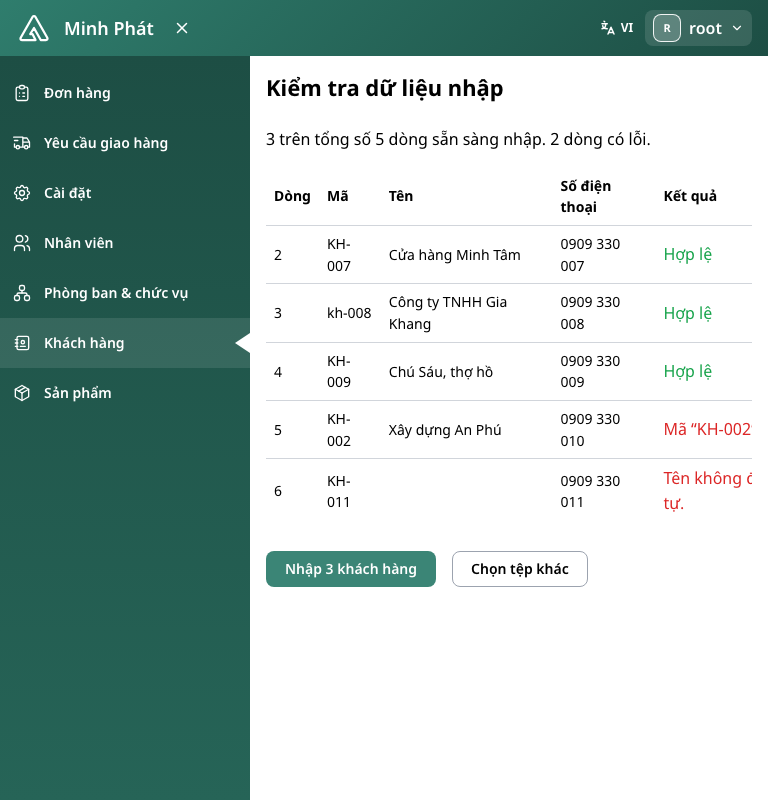 Minh Phát
VI
R
root
Đơn hàng
Yêu cầu giao hàng
Cài đặt
Nhân viên
Phòng ban & chức vụ
Khách hàng
Sản phẩm
Kiểm tra dữ liệu nhập
3 trên tổng số 5 dòng sẵn sàng nhập. 2 dòng có lỗi.
Dòng Mã Tên Số điện thoại Kết quả
2 KH-007 Cửa hàng Minh Tâm 0909 330 007 Hợp lệ
3 kh-008 Công ty TNHH Gia Khang 0909 330 008 Hợp lệ
4 KH-009 Chú Sáu, thợ hồ 0909 330 009 Hợp lệ
5 KH-002 Xây dựng An Phú 0909 330 010 Mã “KH-002
6 KH-011 0909 330 011 Tên không
tự.
Nhập 3 khách hàng
Chọn tệp khác